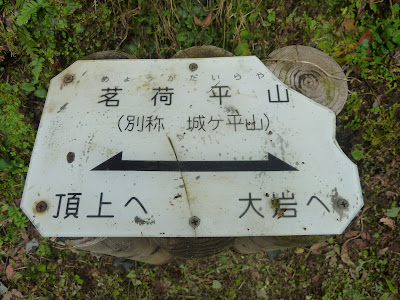 みょうがだいらやま
茗荷平山
(別称 城ケ平山)
頂上へ 大岩へ